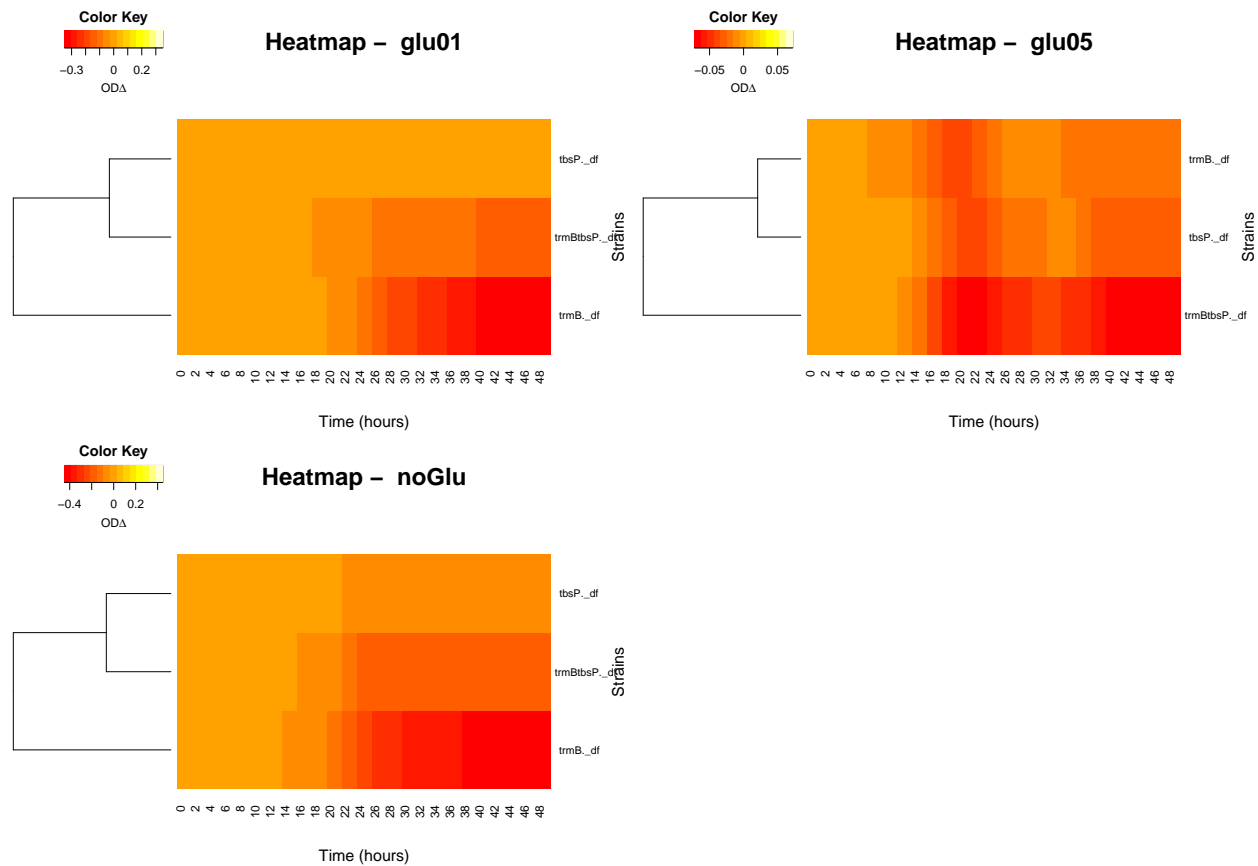 Color Key
−0.3 0 0.2
OD∆
Heatmap − glu01
tbsP._df
trmBtbsP._df
trmB._df
Strains
0 2 4 6 8 10 12 14 16 18 20 22 24 26 28 30 32 34 36 38 40 42 44 46 48
Time (hours)
Color Key
−0.05 0 0.05
OD∆
Heatmap − glu05
trmB._df
tbsP._df
trmBtbsP._df
Strains
0 2 4 6 8 10 12 14 16 18 20 22 24 26 28 30 32 34 36 38 40 42 44 46 48
Time (hours)
Color Key
−0.4 0 0.2
OD∆
Heatmap − noGlu
tbsP._df
trmBtbsP._df
trmB._df
Strains
0 2 4 6 8 10 12 14 16 18 20 22 24 26 28 30 32 34 36 38 40 42 44 46 48
Time (hours)